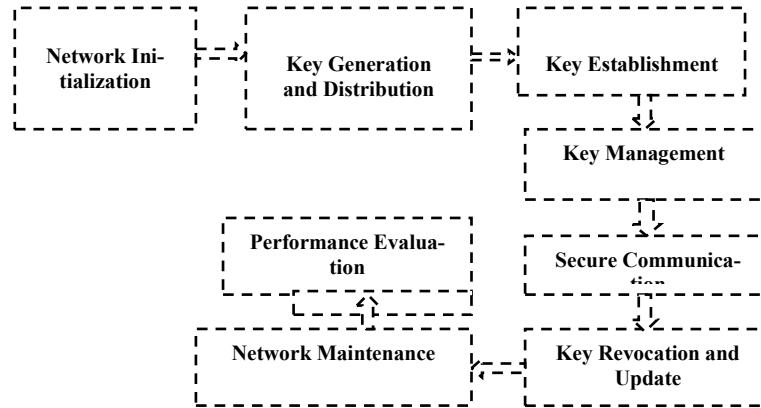 Network Ini-
tialization
Key Generation
and Distribution
Key Establishment
Key Management
Secure Communica-
tion
Key Revocation and
Update
Network Maintenance
Performance Evalua-
tion